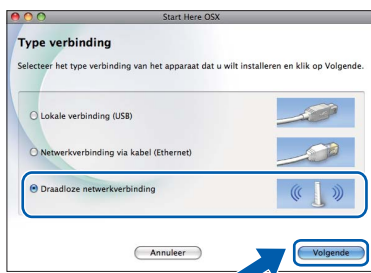 Start Here OSX
Type verbinding
Selecteer het type verbinding van het apparaat dat u wilt installeren en klik op Volgende.
Lokale verbinding (USB)
Netwerkverbinding via kabel (Ethernet)
Draadloze netwerkverbinding
Annuleer
Volgende